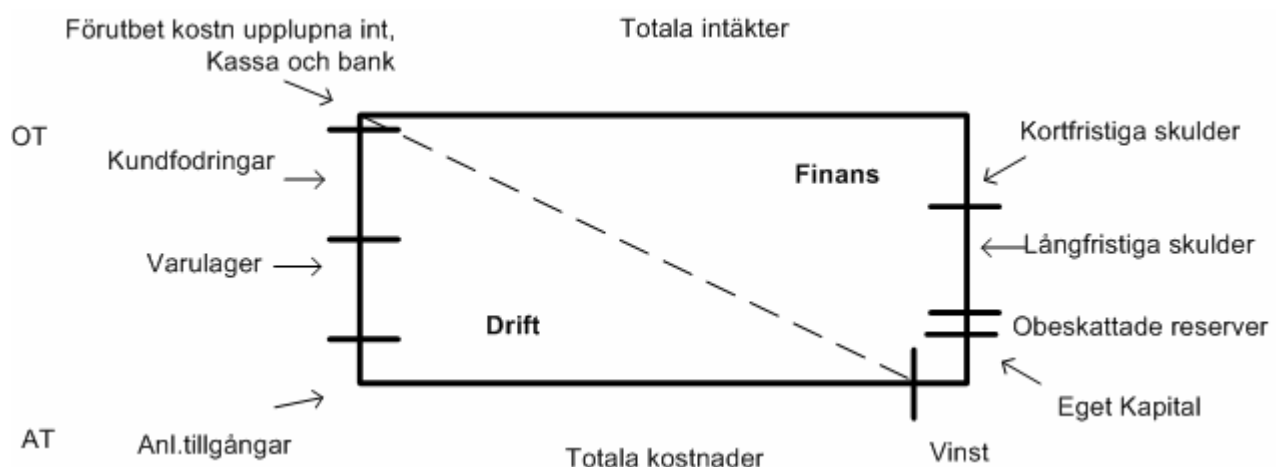 Förutbet kostn upplupna int,
Kassa och bank
Totala intäkter
OT
Kundfodringar
Kortfristiga skulder
Finans
Varulager
Långfristiga skulder
Drift
Obeskattade reserver
Eget Kapital
AT
Anl.tillgångar
Totala kostnader
Vinst